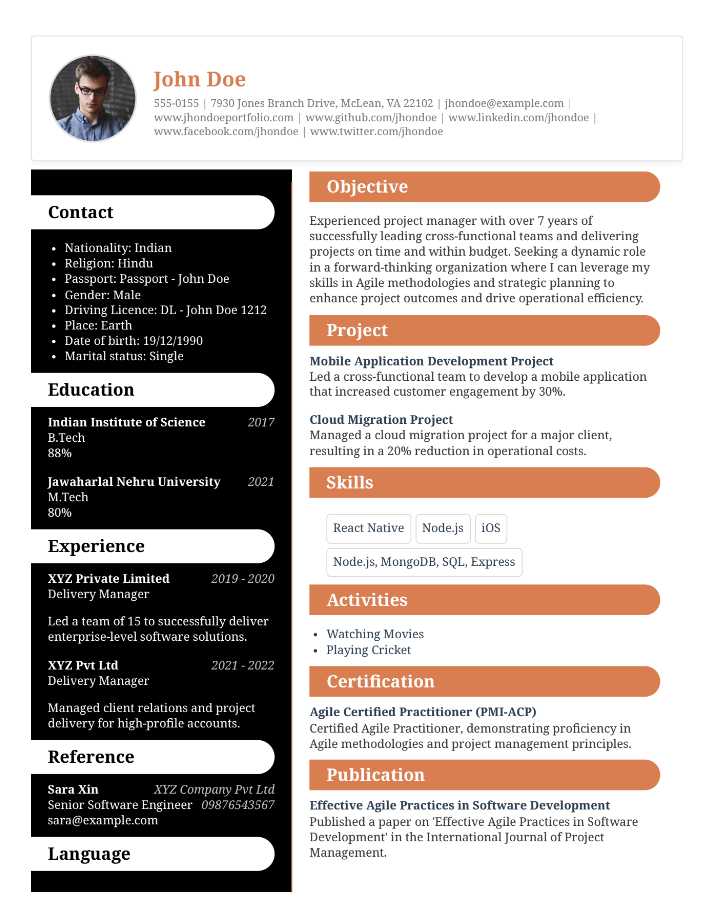 John Doe
555-0155 | 7930 Jones Branch Drive, McLean, VA 22102 | jhondoe@example.com |
www.jhondoeportfolio.com | www.github.com/jhondoe | www.linkedin.com/jhondoe |
www.facebook.com/jhondoe | www.twitter.com/jhondoe
Contact
• Nationality: Indian
• Religion: Hindu
• Passport: Passport - John Doe
• Gender: Male
• Driving Licence: DL - John Doe 1212
• Place: Earth
• Date of birth: 19/12/1990
• Marital status: Single
Education
Indian Institute of Science 2017
B.Tech
88%
Jawaharlal Nehru University 2021
M.Tech
80%
Experience
XYZ Private Limited 2019 - 2020
Delivery Manager
Led a team of 15 to successfully deliver
enterprise-level software solutions.
XYZ Pvt Ltd 2021 - 2022
Delivery Manager
Managed client relations and project
delivery for high-profile accounts.
Reference
Sara Xin XYZ Company Pvt Ltd
Senior Software Engineer 09876543567
sara@example.com
Language
Objective
Experienced project manager with over 7 years of
successfully leading cross-functional teams and delivering
projects on time and within budget. Seeking a dynamic role
in a forward-thinking organization where I can leverage my
skills in Agile methodologies and strategic planning to
enhance project outcomes and drive operational efficiency.
Project
Mobile Application Development Project
Led a cross-functional team to develop a mobile application
that increased customer engagement by 30%.
Cloud Migration Project
Managed a cloud migration project for a major client,
resulting in a 20% reduction in operational costs.
Skills
React Native Node.js iOS
Node.js, MongoDB, SQL, Express
Activities
• Watching Movies
• Playing Cricket
Certification
Agile Certified Practitioner (PMI-ACP)
Certified Agile Practitioner, demonstrating proficiency in
Agile methodologies and project management principles.
Publication
Effective Agile Practices in Software Development
Published a paper on 'Effective Agile Practices in Software
Development' in the International Journal of Project
Management.